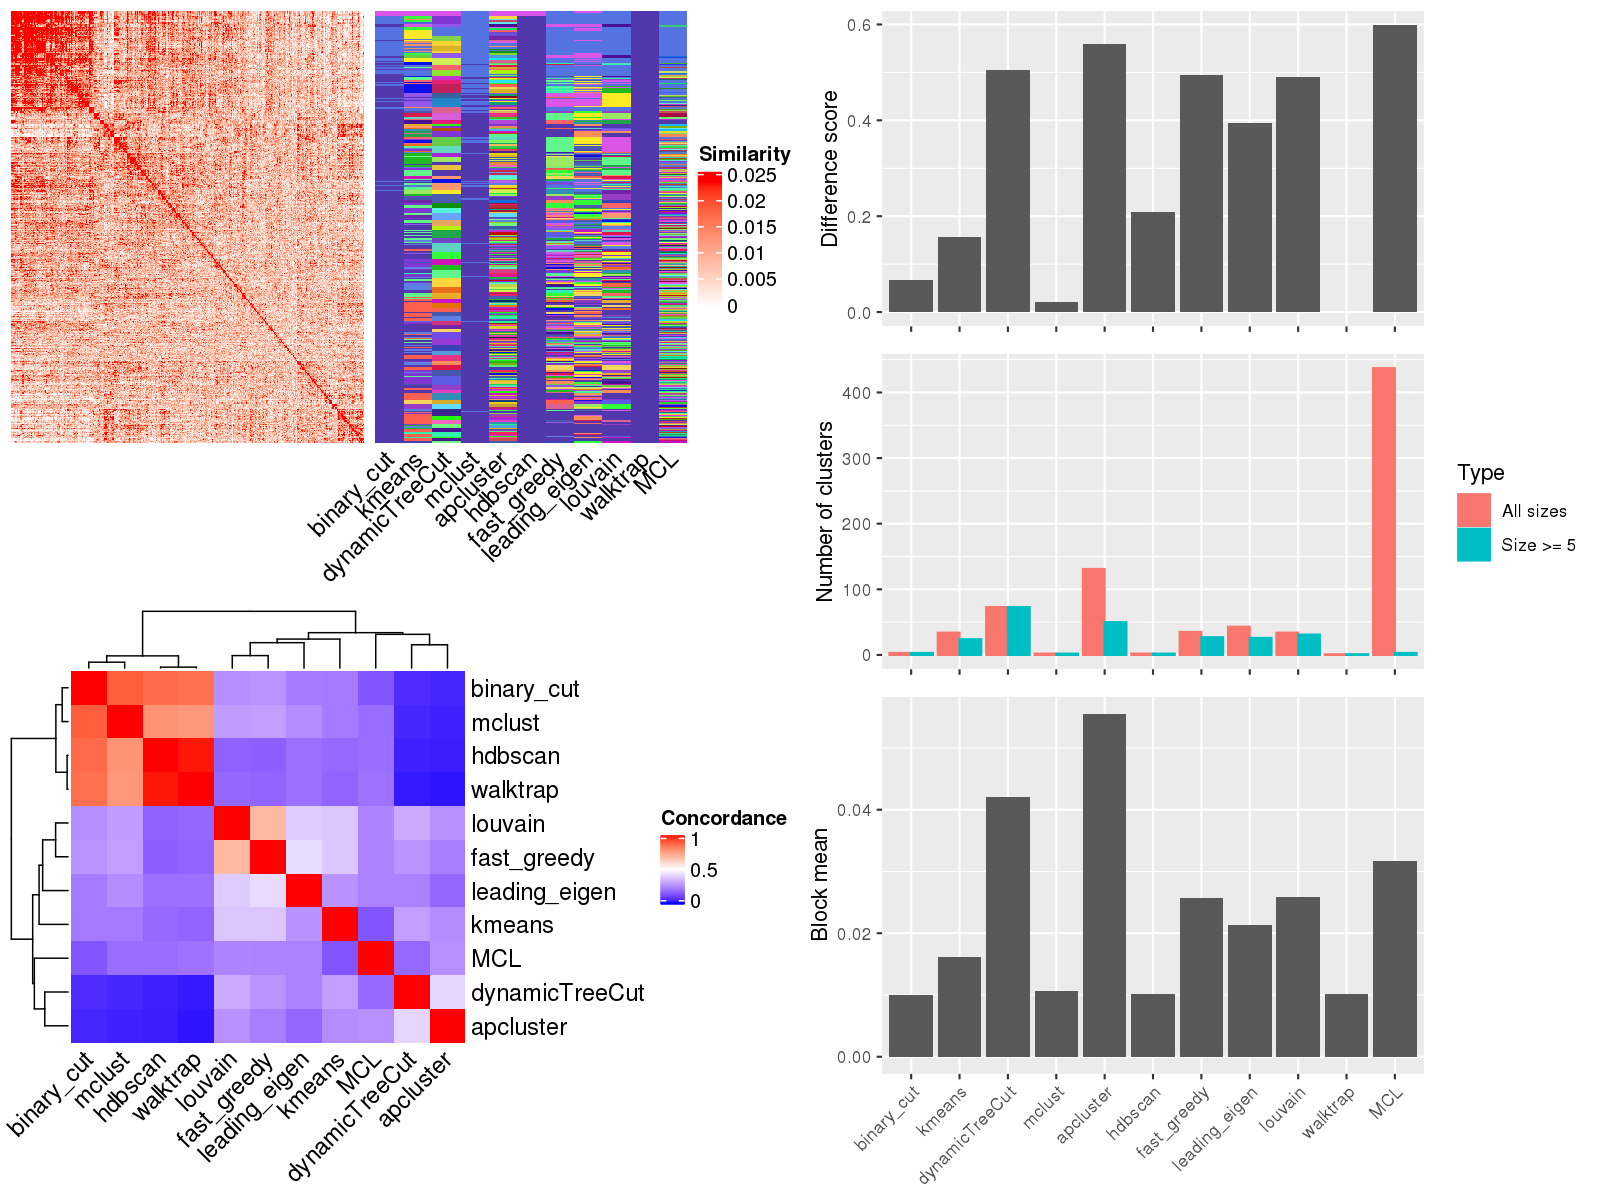 Similarity
0.025
0.02
0.015
0.01
0.005
0
binary_cut
kmeans
dynamicTreeCut
mclust
apcluster
hdbscan
fast_greedy
leading_eigen
louvain
walktrap
MCL
binary_cut
mclust
hdbscan
walktrap
louvain
fast_greedy
leading_eigen
kmeans
MCL
dynamicTreeCut
apcluster
binary_cut
mclust
hdbscan
walktrap
louvain
fast_greedy
leading_eigen
kmeans
MCL
dynamicTreeCut
apcluster
Concordance
1
0.5
0
Difference score
0.6
0.4
0.2
0.0
Number of clusters
400
300
200
100
0
Type
All sizes
Size >= 5
Block mean
0.04
0.02
0.00
binary_cut
kmeans
dynamicTreeCut
mclust
apcluster
hdbscan
fast_greedy
leading_eigen
louvain
walktrap
MCL